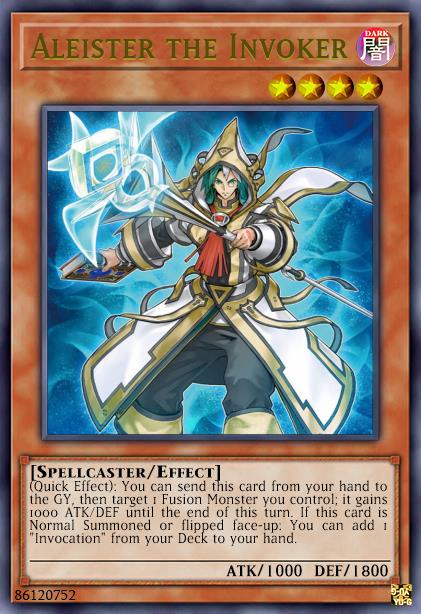 ALEISTER THE INVOKER
DARK
闇
[SPELLCASTER/EFFECT]
(Quick Effect): You can send this card from your hand to
the GY, then target 1 Fusion Monster you control; it gains
1000 ATK/DEF until the end of this turn. If this card is
Normal Summoned or flipped face-up: You can add 1
"Invocation" from your Deck to your hand.
ATK/1000 DEF/1800
86120752